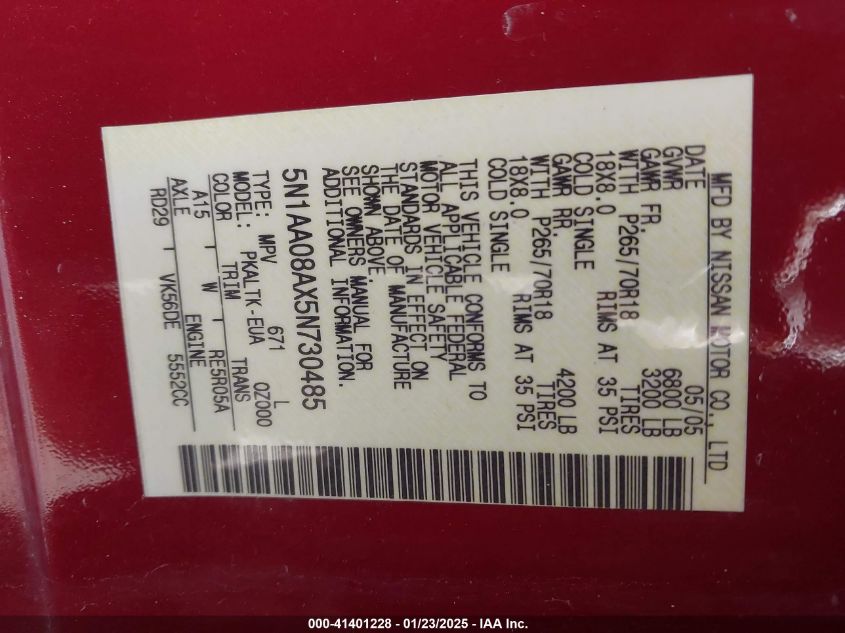 MFD BY NISSAN MOTOR CO., LTD
DATE 05/05
GVWR 6800 LB
GAWR FR. 3200 LB
WITH P265/70R18 TIRES
18X8.0 RIMS AT 35 PSI
COLD SINGLE
GAWR RR. 4200 LB
WITH P265/70R18 TIRES
18X8.0 RIMS AT 35 PSI
COLD SINGLE
THIS VEHICLE CONFORMS TO
ALL APPLICABLE FEDERAL
MOTOR VEHICLE SAFETY
STANDARDS IN EFFECT ON
THE DATE OF MANUFACTURE
SHOWN ABOVE.
SEE OWNERS MANUAL FOR
ADDITIONAL INFORMATION.
5N1AA08AX5N730485
TYPE: MPV 671 L
MODEL: PKALTK-EUA 0Z000
COLOR TRIM TRANS
A15 W RE5R05A
AXLE ENGINE
RD29 VK56DE 5552CC
000-41401228 - 01/23/2025 - IAA Inc.